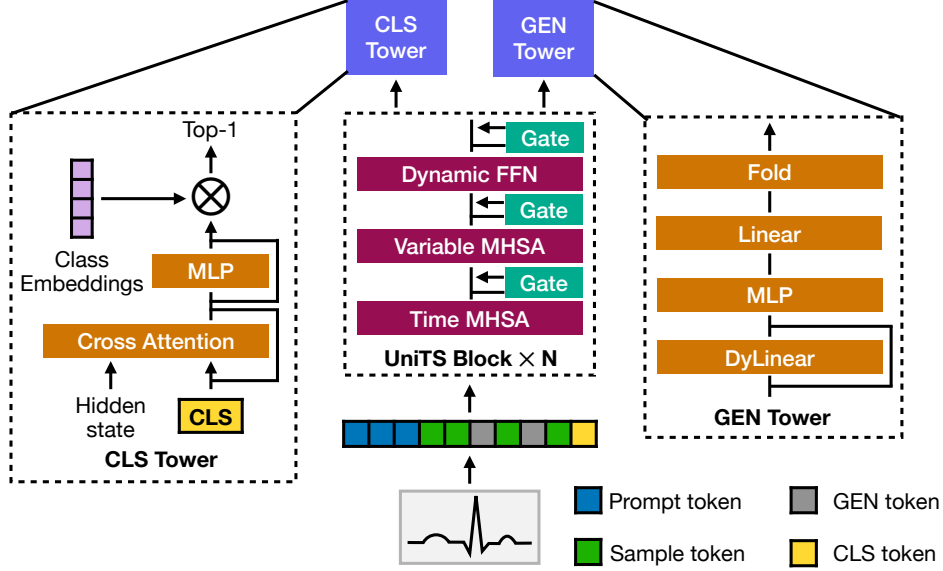 CLS
Tower
GEN
Tower
Top-1
Class
Embeddings
MLP
Cross Attention
Hidden
state
CLS
CLS Tower
Gate
Dynamic FFN
Gate
Variable MHSA
Gate
Time MHSA
UniTS Block × N
Fold
Linear
MLP
DyLinear
GEN Tower
Prompt token
GEN token
Sample token
CLS token